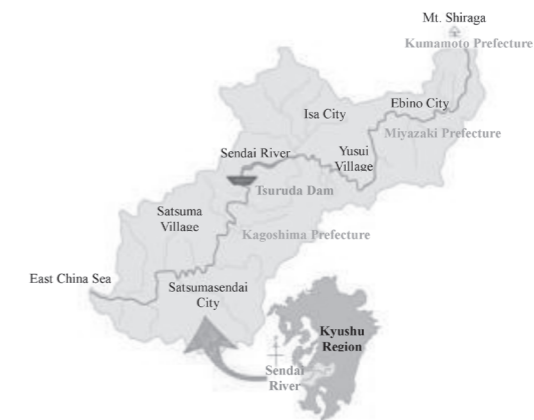 Mt. Shiraga
Kumamoto Prefecture
Ebino City
Isa City
Miyazaki Prefecture
Yusui
Village
Sendai River
Tsuruda Dam
Satsuma
Village
Kagoshima Prefecture
East China Sea
Satsumasendai
City
Kyushu
Region
Sendai
River